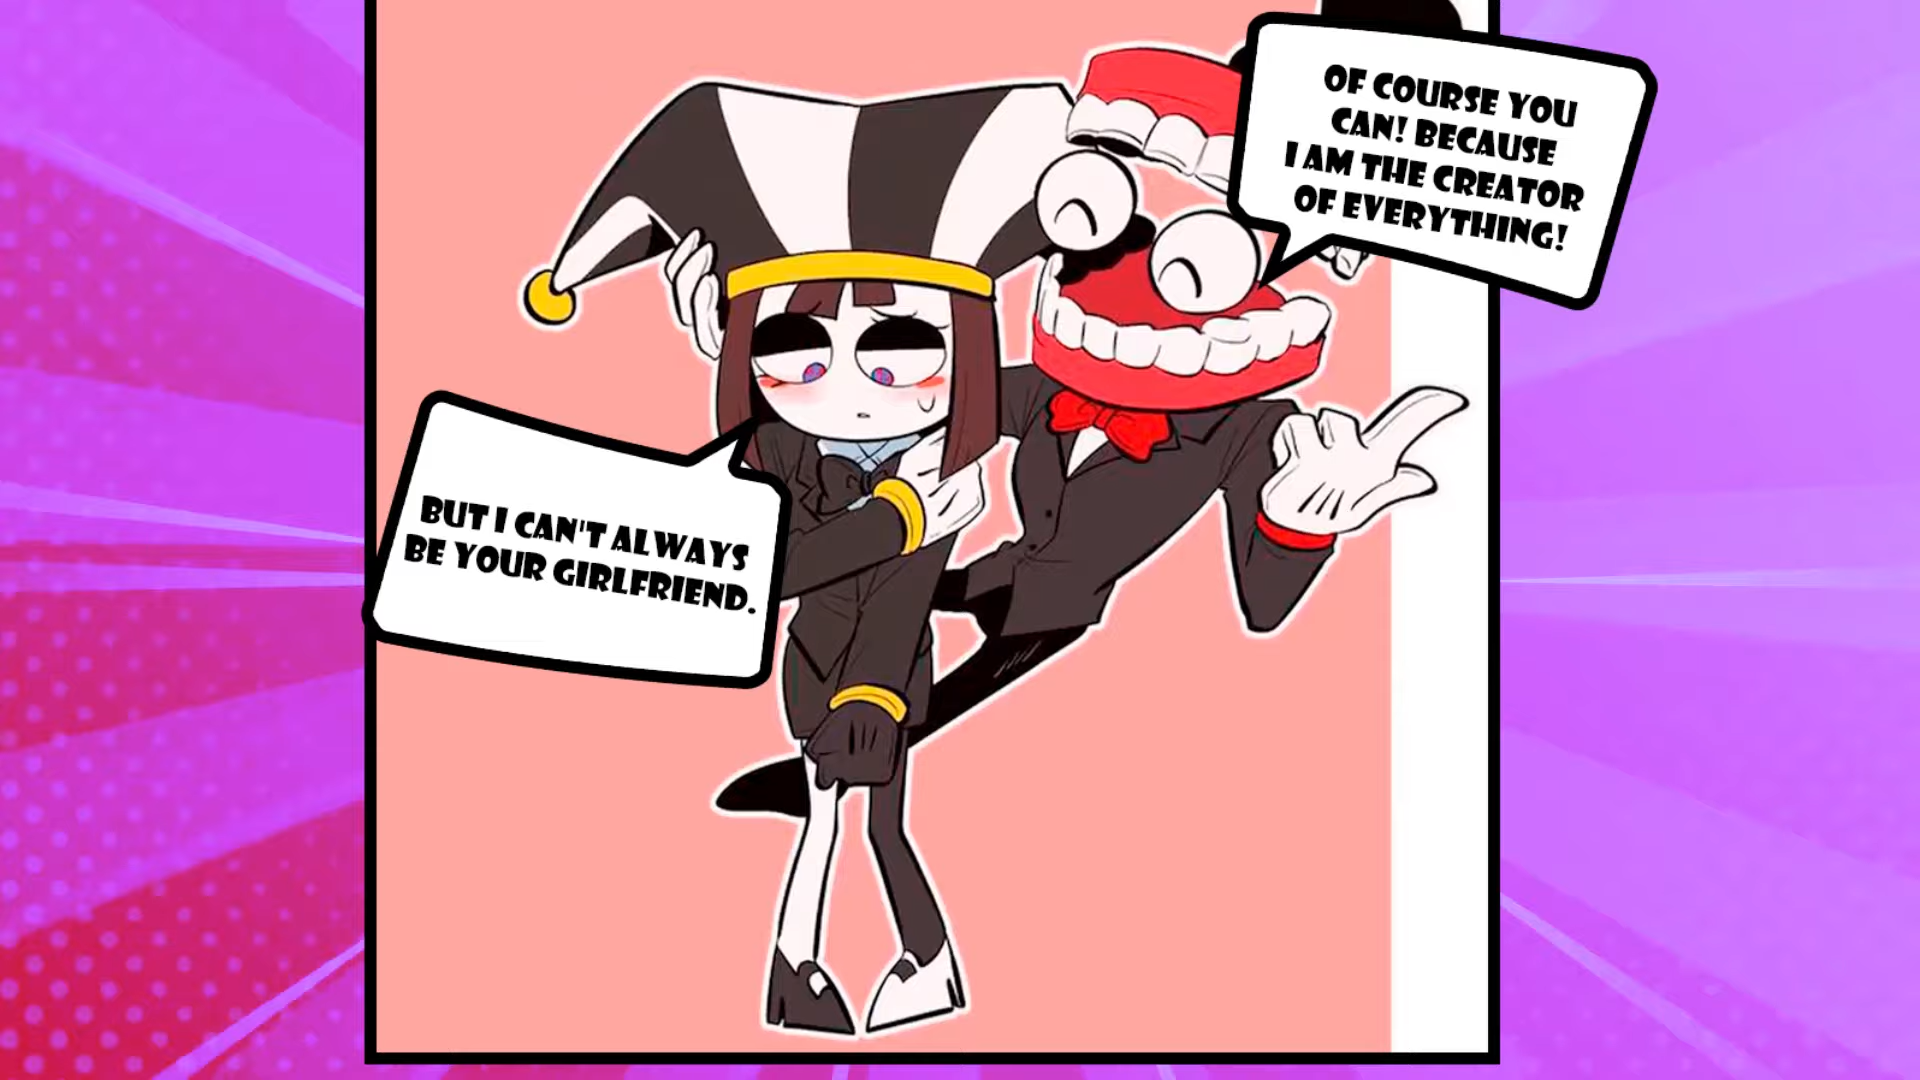 BUT I CAN'T ALWAYS
BE YOUR GIRLFRIEND.
OF COURSE YOU
CAN! BECAUSE
I AM THE CREATOR
OF EVERYTHING!